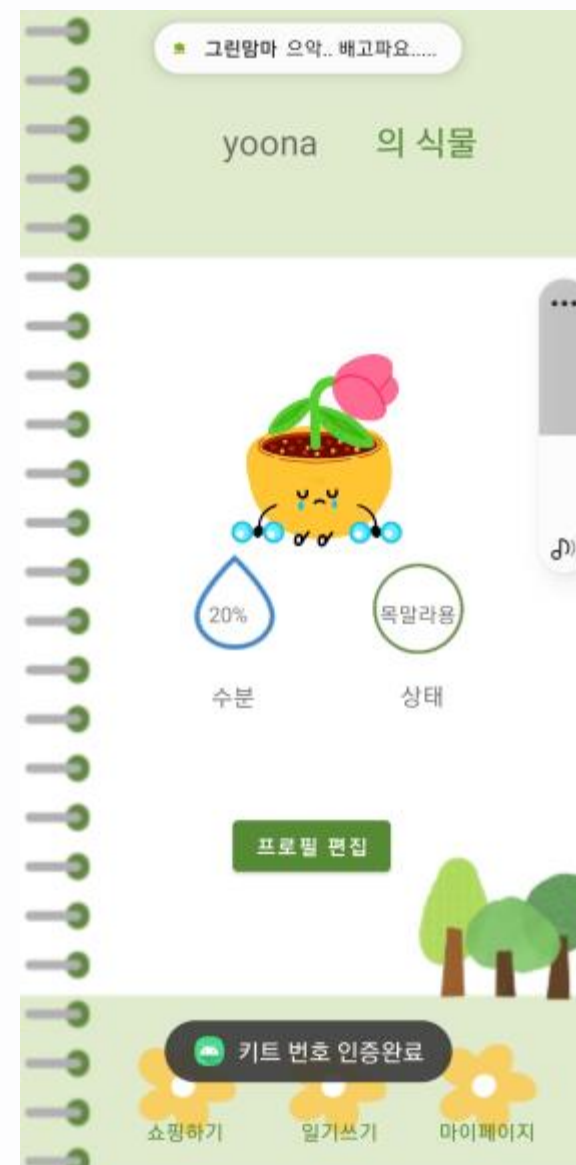 그린맘마 으악.. 배고파요.....
yoona 의 식물
20%
목말라용
수분
상태
프로필 편집
키트 번호 인증완료
쇼핑하기
일기쓰기
마이페이지